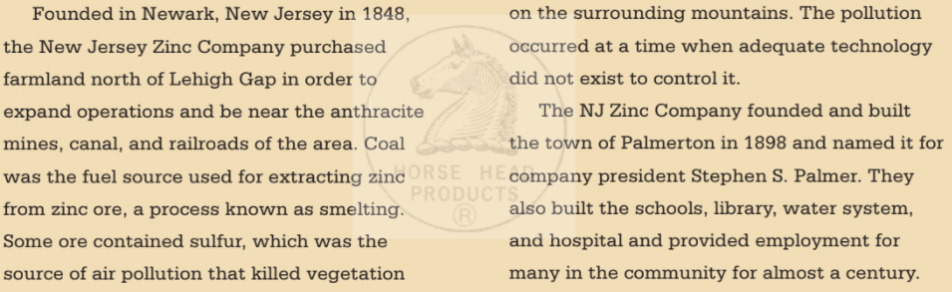 Founded in Newark, New Jersey in 1848,
the New Jersey Zinc Company purchased
farmland north of Lehigh Gap in order to
expand operations and be near the anthracite
mines, canal, and railroads of the area. Coal
was the fuel source used for extracting zinc
from zinc ore, a process known as smelting.
Some ore contained sulfur, which was the
source of air pollution that killed vegetation
on the surrounding mountains. The pollution
occurred at a time when adequate technology
did not exist to control it.
The NJ Zinc Company founded and built
the town of Palmerton in 1898 and named it for
company president Stephen S. Palmer. They
also built the schools, library, water system,
and hospital and provided employment for
many in the community for almost a century.
HORSE HEAD
PRODUCTS
®